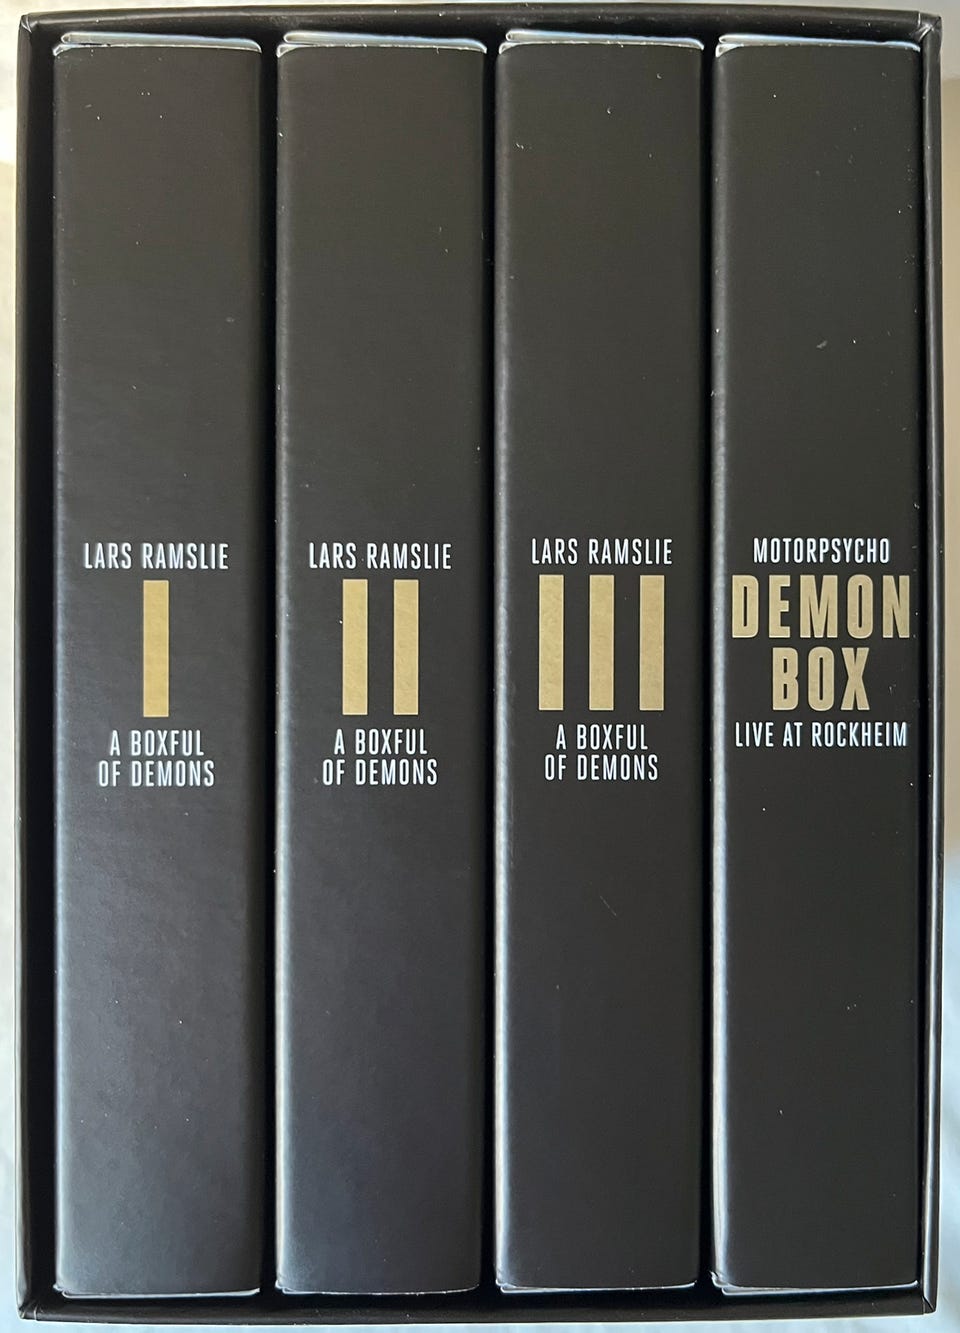 LARS RAMSLIE
I
A BOXFUL
OF DEMONS
LARS RAMSLIE
II
A BOXFUL
OF DEMONS
LARS RAMSLIE
III
A BOXFUL
OF DEMONS
MOTORPSYCHO
DEMON
BOX
LIVE AT ROCKHEIM